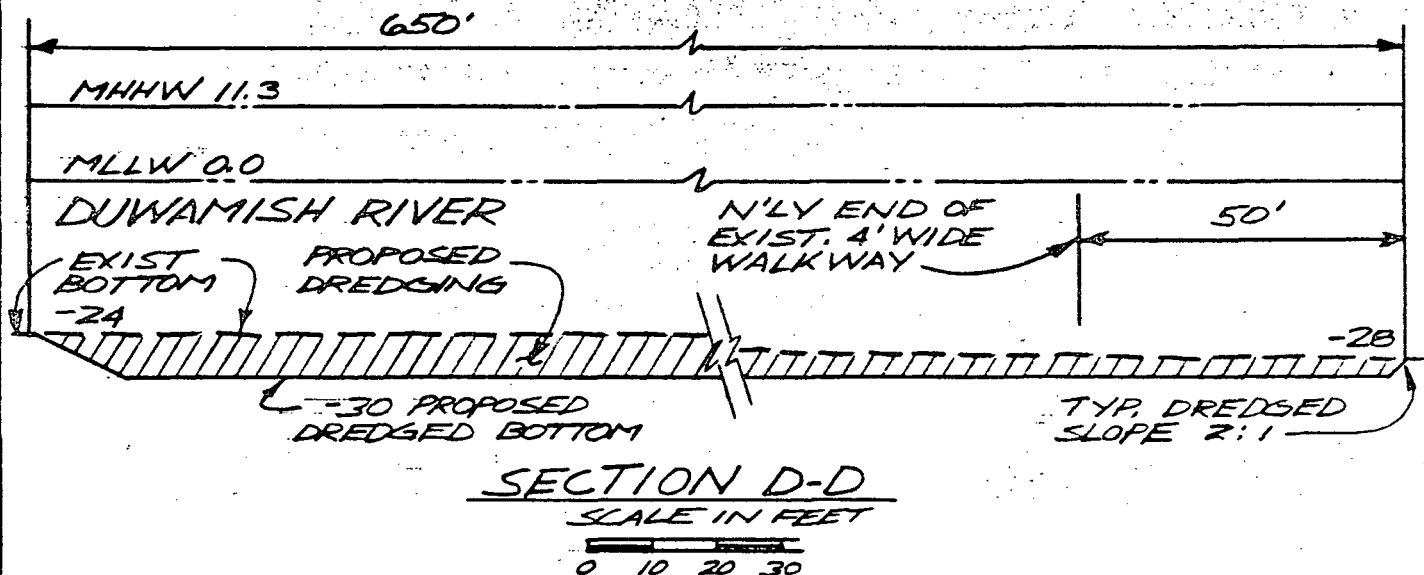 650'
MHHW 11.3
MLLW 0.0
DUWAMISH RIVER
N'LY END OF
EXIST. 4' WIDE
WALKWAY
50'
EXIST
BOTTOM
-24
PROPOSED
DREDGING
-28
-30 PROPOSED
DREDGED BOTTOM
TYP. DREDGED
SLOPE 2:1
SECTION D-D
SCALE IN FEET
0 10 20 30